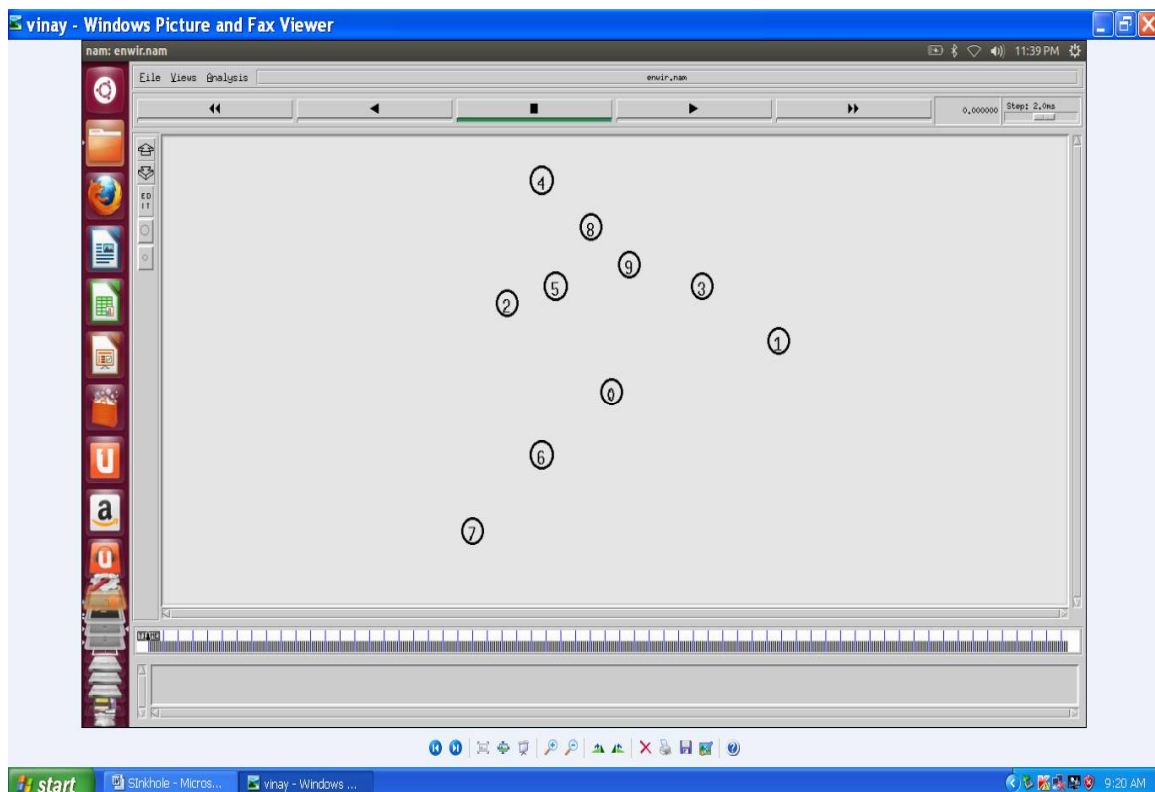 vinay - Windows Picture and Fax Viewer
nam: enwir.nam
11:39 PM
File Views Analysis
enwir.nam
0.000000
Step: 2.0ms
ED
IT
4
8
9
5
3
2
1
0
6
7
a
start
SInkhole - Micros...
vinay - Windows ...
9:20 AM